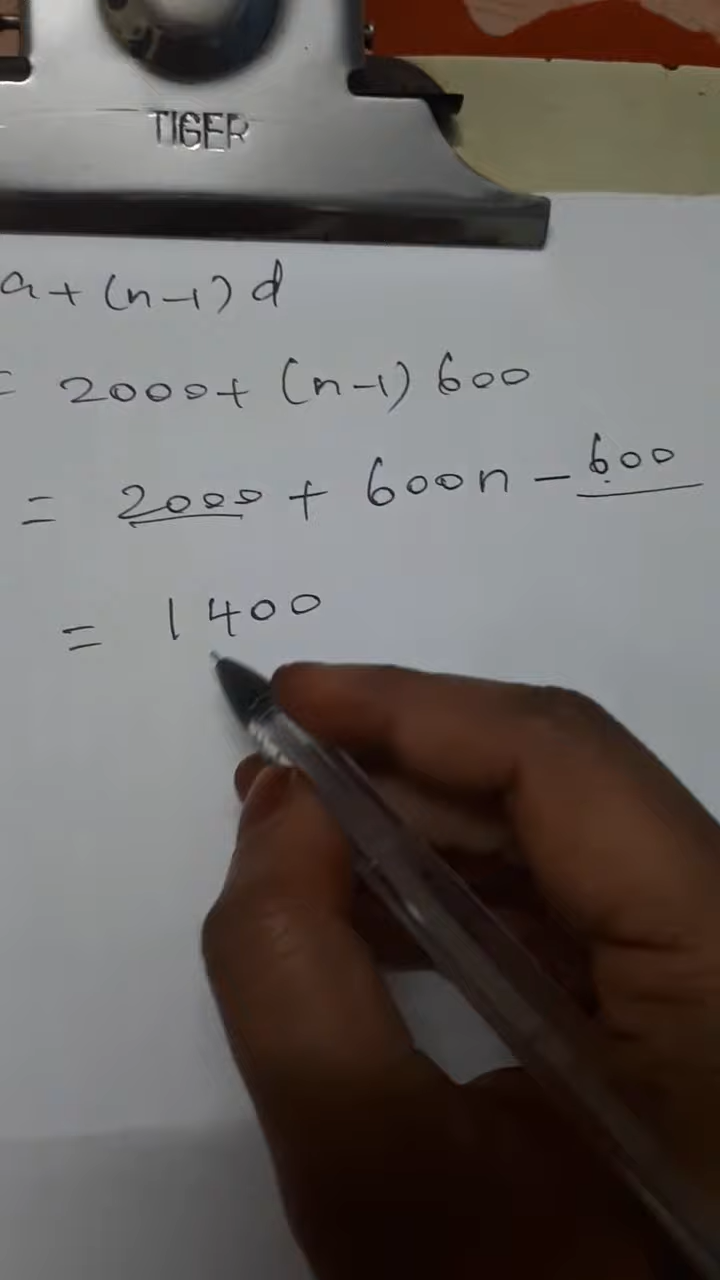 TIGER
a + (n-1) d
= 2000 + (n-1) 600
= 2000 + 600n - 600
= 1400